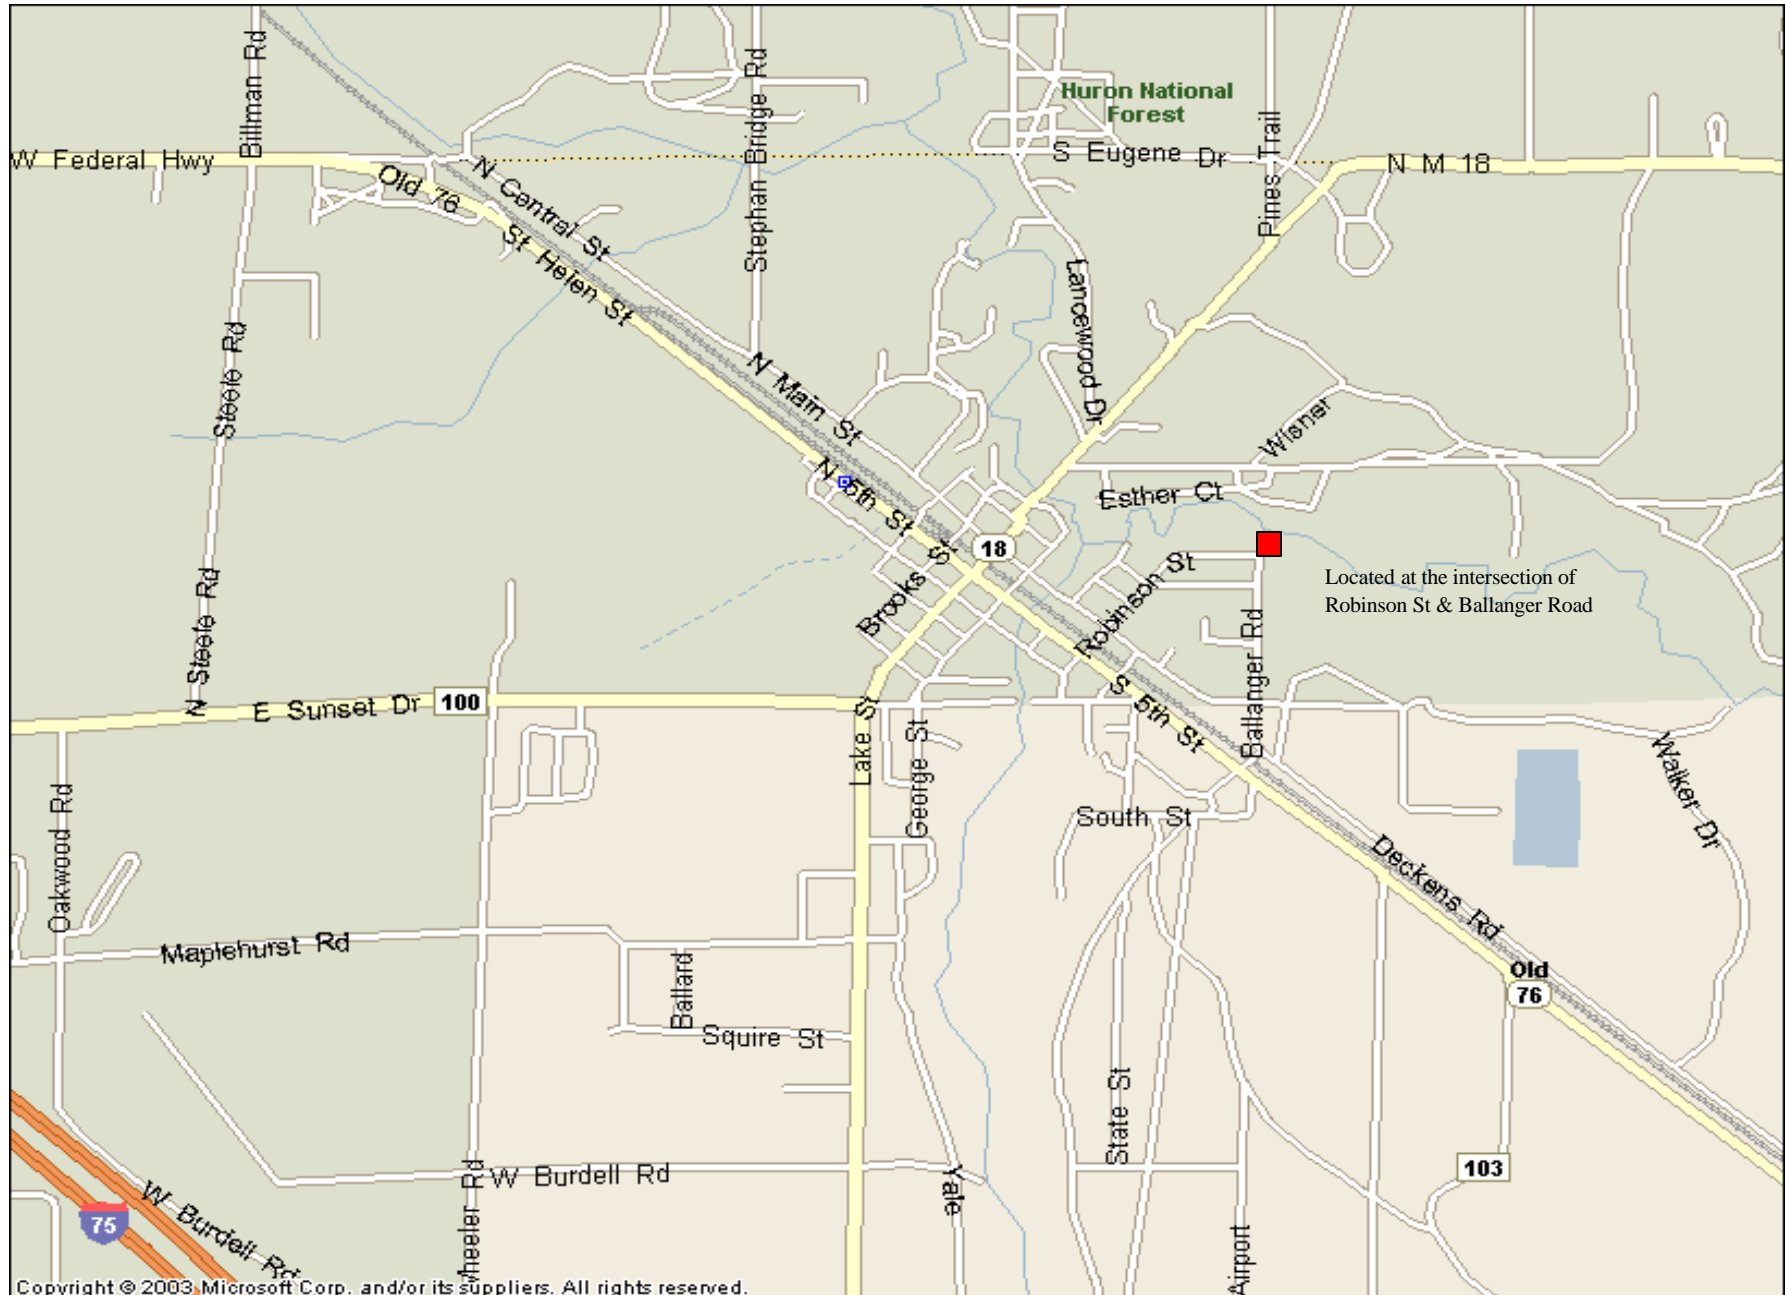 Billman Rd
Stephan Bridge Rd
Huron National
Forest
Pines Trail
W Federal Hwy
S Eugene Dr
N M 18
Old 76
N Central St
St Helen St
Lancewood Dr
Steele Rd
N Main St
Wisner
N 5th St
Esther Ct
18
Brooks St
Robinson St
Located at the intersection of
Robinson St & Ballanger Road
N Steele Rd
Ballanger Rd
E Sunset Dr
100
S 5th St
Lake St
George St
Walker Dr
Oakwood Rd
South St
Deckens Rd
Maplehurst Rd
Ballard
Old
76
Squire St
State St
103
W Burdell Rd
Yale
75
W Burdell Rd
Wheeler Rd
Airport
Copyright © 2003 Microsoft Corp. and/or its suppliers. All rights reserved.